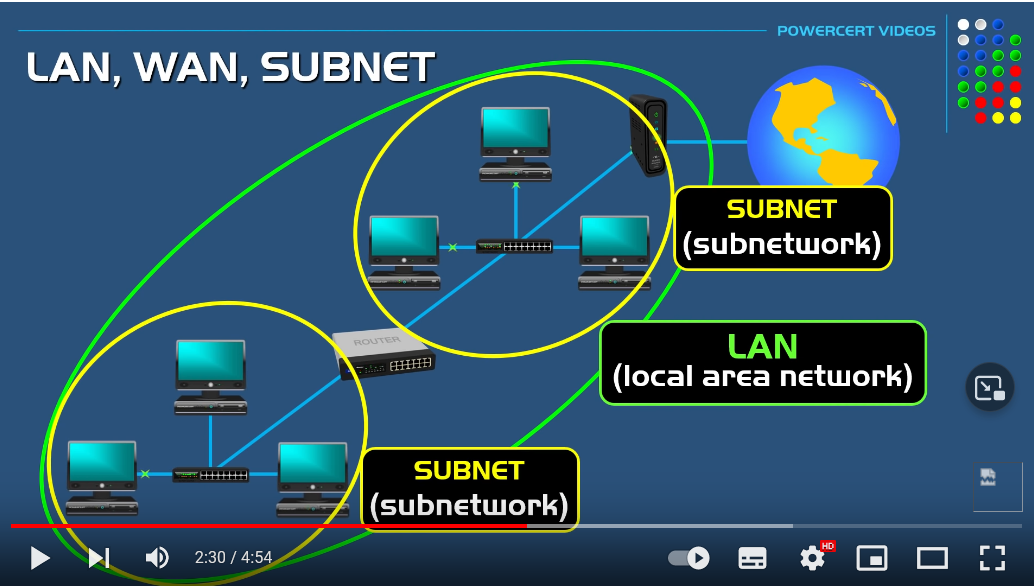 POWERCERT VIDEOS
LAN, WAN, SUBNET
SUBNET
(subnetwork)
ROUTER
LAN
(local area network)
SUBNET
(subnetwork)
2:30 / 4:54
HD